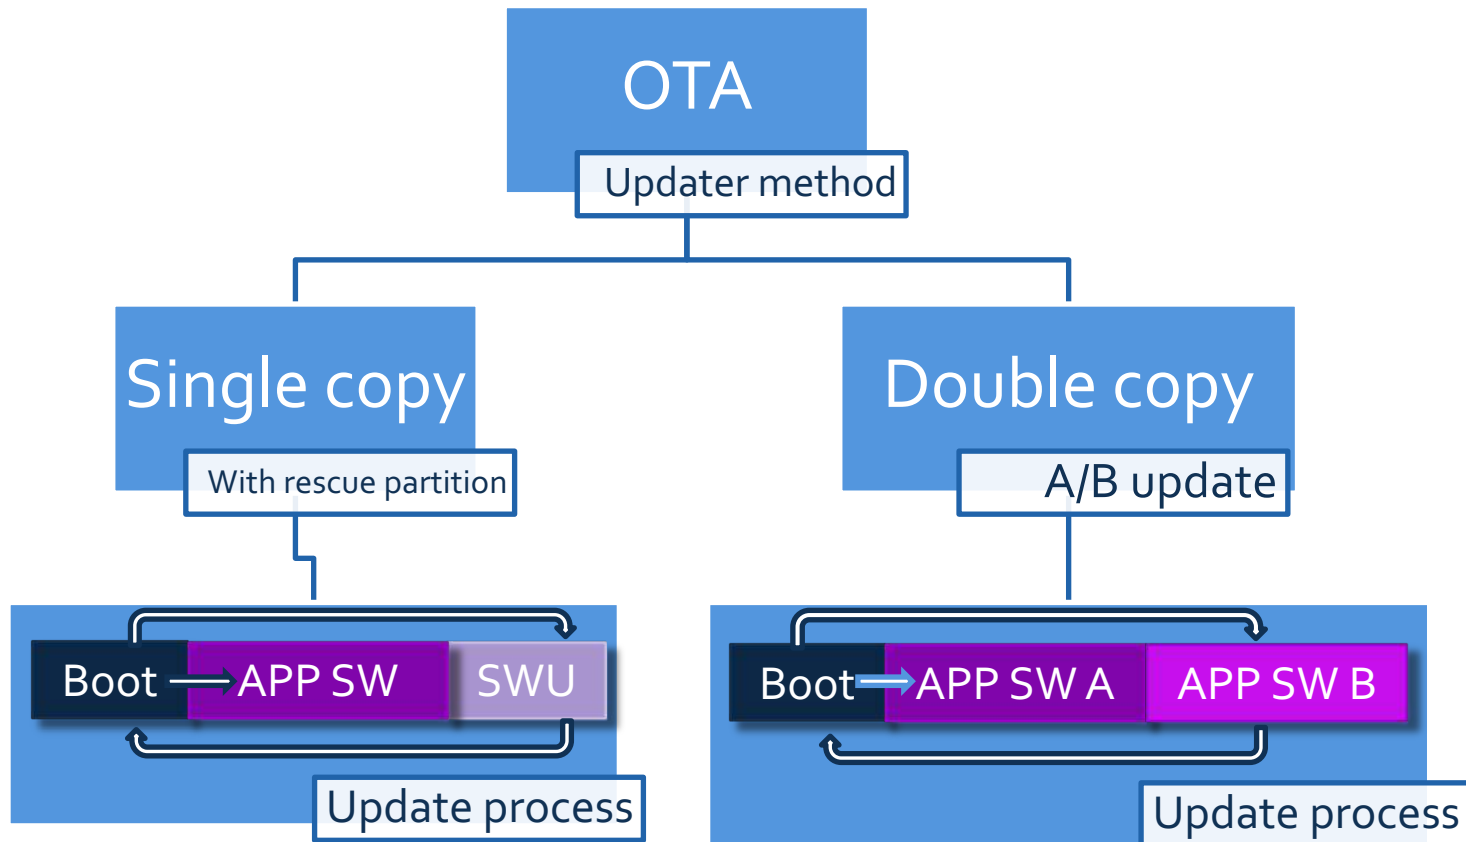 OTA
Updater method
Single copy
With rescue partition
Double copy
A/B update
Boot APP SW SWU
Update process
Boot APP SW A APP SW B
Update process